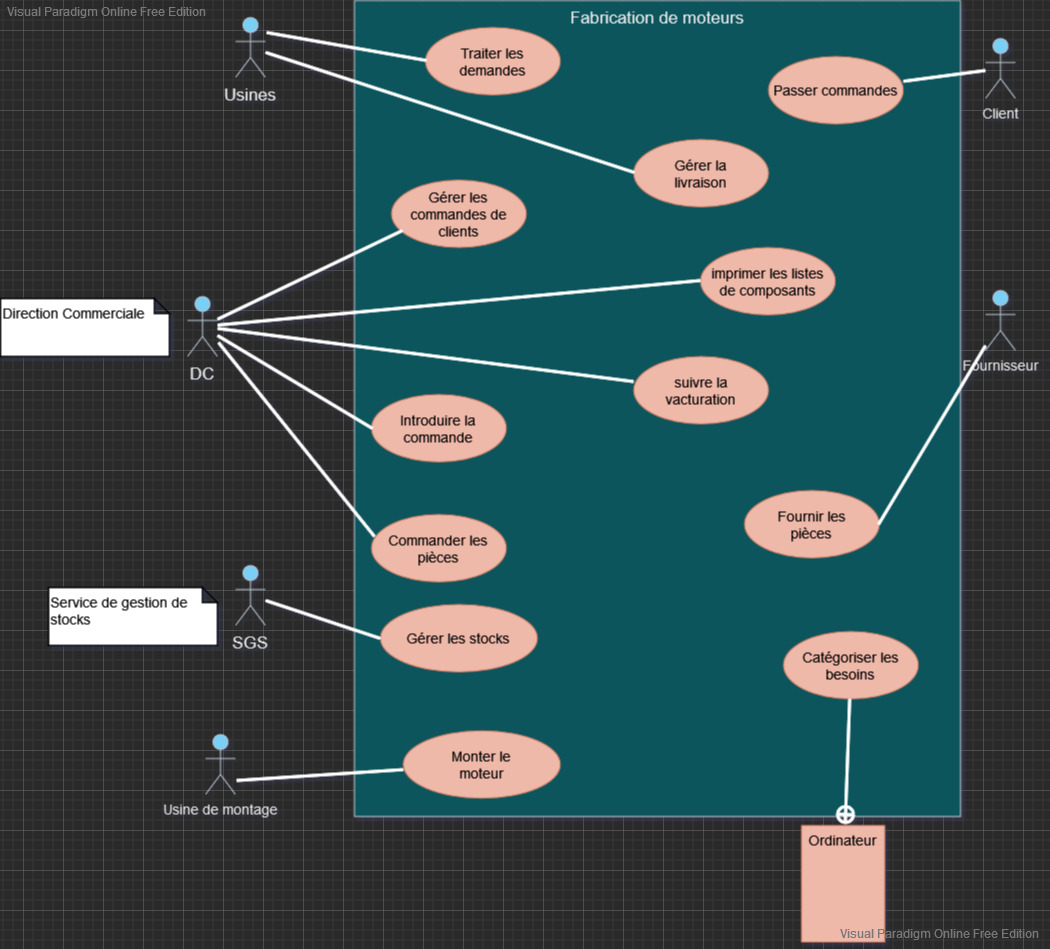 Visual Paradigm Online Free Edition
Fabrication de moteurs
Usines
Traiter les
demandes
Passer commandes
Client
Gérer la
livraison
Gérer les
commandes de
clients
imprimer les listes
de composants
Direction Commerciale
DC
Fournisseur
suivre la
vacturation
Introduire la
commande
Fournir les
pièces
Commander les
pièces
Service de gestion de
stocks
SGS
Gérer les stocks
Catégoriser les
besoins
Monter le
moteur
Usine de montage
Ordinateur
Visual Paradigm Online Free Edition